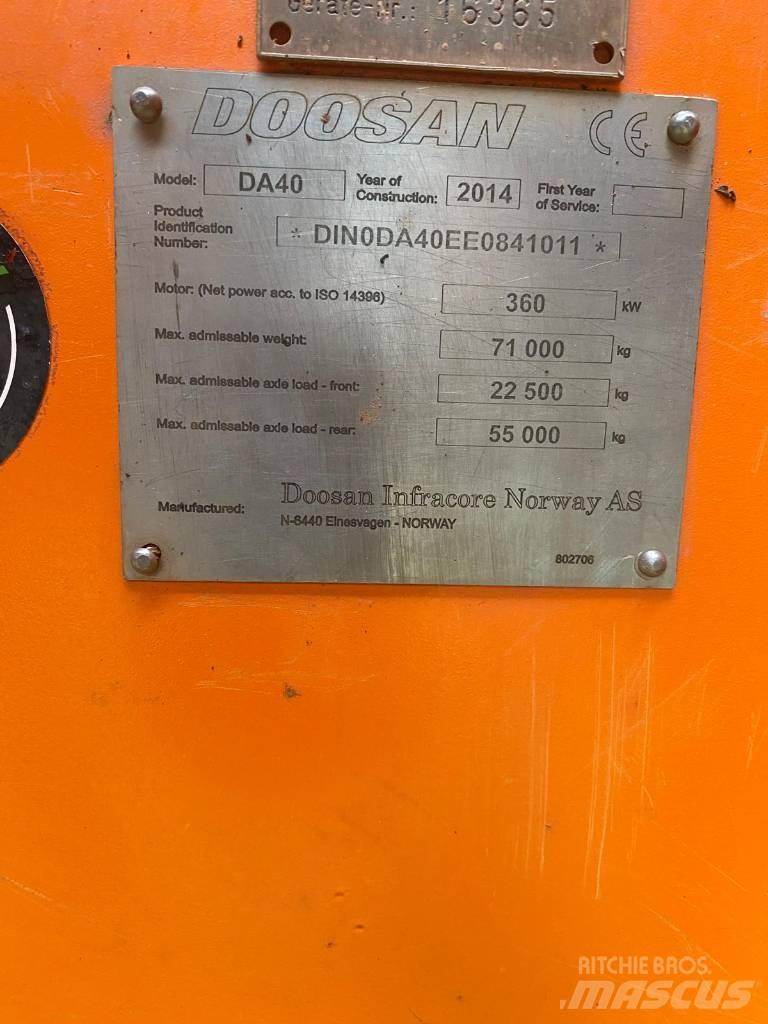 Geräte-Nr.: 15365
DOOSAN CE
Model: DA40 Year of Construction: 2014 First Year of Service:
Product Identification Number: * DIN0DA40EE0841011 *
Motor: (Net power acc. to ISO 14396) 360 kW
Max. admissable weight: 71 000 kg
Max. admissable axle load - front: 22 500 kg
Max. admissable axle load - rear: 55 000 kg
Manufactured: Doosan Infracore Norway AS
N-6440 Elnesvagen - NORWAY
802706
RITCHIE BROS.
MASCUS